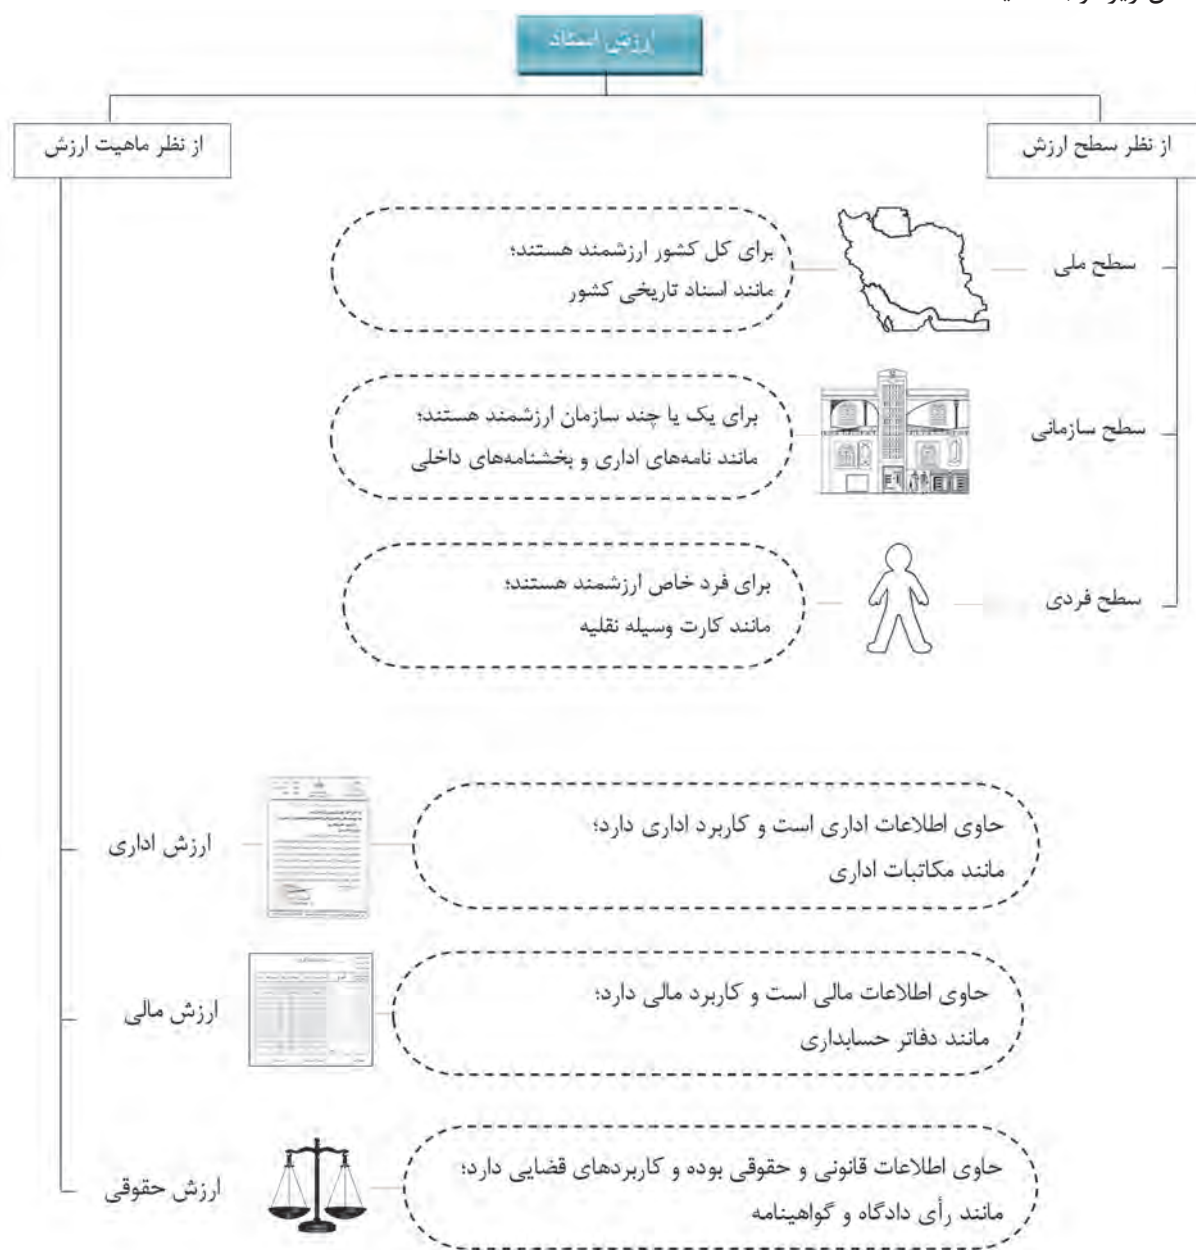 ارزش اسناد
از نظر سطح ارزش
از نظر ماهیت ارزش
سطح ملی
برای کل کشور ارزشمند هستند؛
مانند اسناد تاریخی کشور
سطح سازمانی
برای یک یا چند سازمان ارزشمند هستند؛
مانند نامه‌های اداری و بخشنامه‌های داخلی
سطح فردی
برای فرد خاص ارزشمند هستند؛
مانند کارت وسیله نقلیه
ارزش اداری
حاوی اطلاعات اداری است و کاربرد اداری دارد؛
مانند مکاتبات اداری
ارزش مالی
حاوی اطلاعات مالی است و کاربرد مالی دارد؛
مانند دفاتر حسابداری
ارزش حقوقی
حاوی اطلاعات قانونی و حقوقی بوده و کاربردهای قضایی دارد؛
مانند رأی دادگاه و گواهینامه